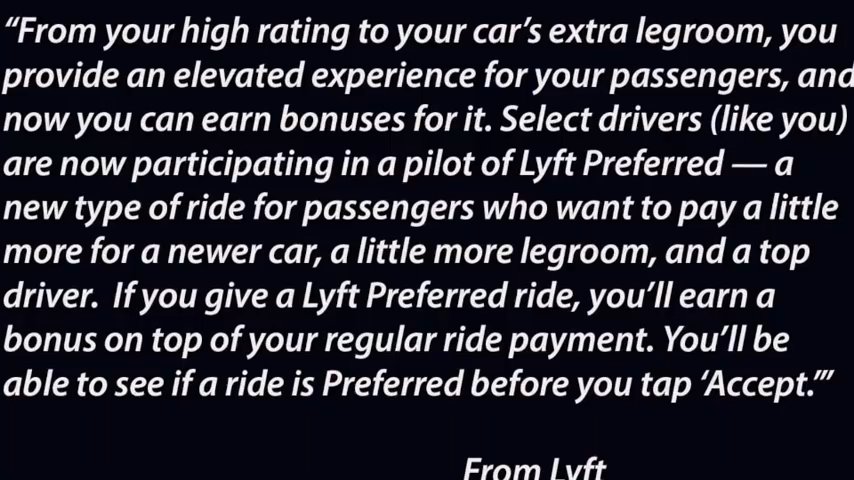 “From your high rating to your car’s extra legroom, you
provide an elevated experience for your passengers, and
now you can earn bonuses for it. Select drivers (like you)
are now participating in a pilot of Lyft Preferred — a
new type of ride for passengers who want to pay a little
more for a newer car, a little more legroom, and a top
driver.  If you give a Lyft Preferred ride, you’ll earn a
bonus on top of your regular ride payment. You’ll be
able to see if a ride is Preferred before you tap ‘Accept.’”
From Lyft